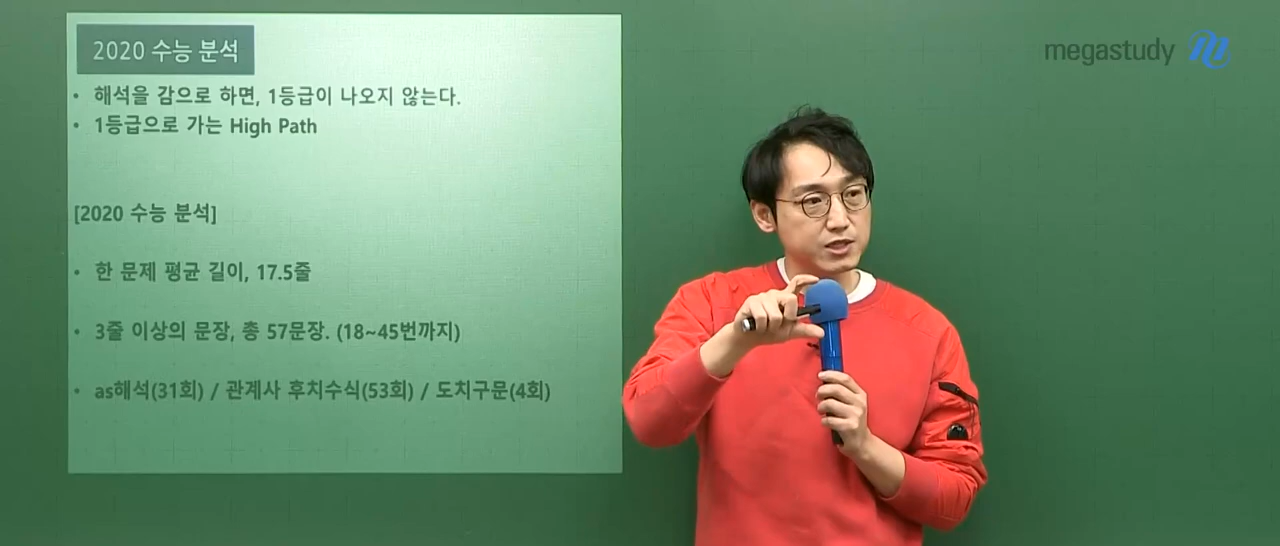 2020 수능 분석
megastudy
• 해석을 감으로 하면, 1등급이 나오지 않는다.
• 1등급으로 가는 High Path
[2020 수능 분석]
• 한 문제 평균 길이, 17.5줄
• 3줄 이상의 문장, 총 57문장. (18~45번까지)
• as해석(31회) / 관계사 후치수식(53회) / 도치구문(4회)